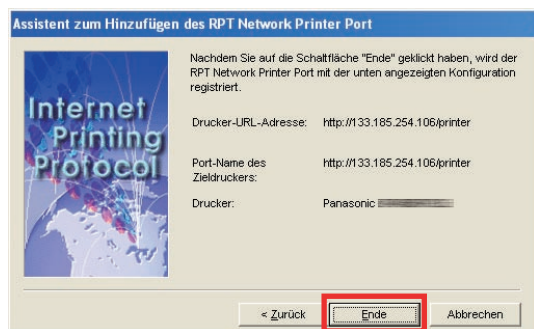 Assistent zum Hinzufügen des RPT Network Printer Port
Internet
Printing
Protocol
Nachdem Sie auf die Schaltfläche "Ende" geklickt haben, wird der
RPT Network Printer Port mit der unten angezeigten Konfiguration
registriert.
Drucker-URL-Adresse: http://133.185.254.106/printer
Port-Name des http://133.185.254.106/printer
Zieldruckers:
Drucker: Panasonic
< Zurück Ende Abbrechen